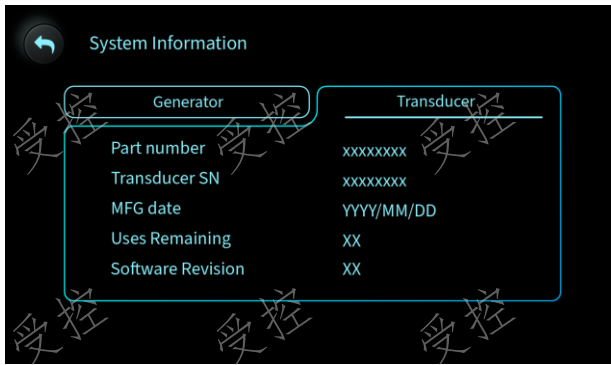 System Information
Generator
Transducer
Part number xxxxxxxx
Transducer SN xxxxxxxx
MFG date YYYY/MM/DD
Uses Remaining XX
Software Revision XX
受控
受控
受控
受控
受控
受控